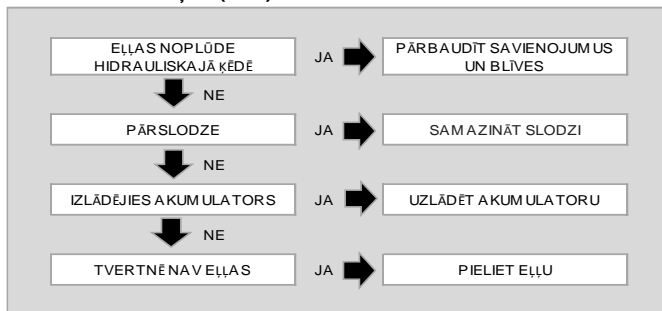 EĻĻAS NOPLŪDE
HIDRAULISKAJĀ ĶĒDĒ
JA
PĀRBAUDĪT SAVIENOJUMUS
UN BLĪVES
NE
PĀRSLODZE
JA
SAMAZINĀT SLODZI
NE
IZLĀDĒJIES AKUMULATORS
JA
UZLĀDĒT AKUMULATORU
NE
TVERTNĒ NAV EĻĻAS
JA
PIELIET EĻĻU